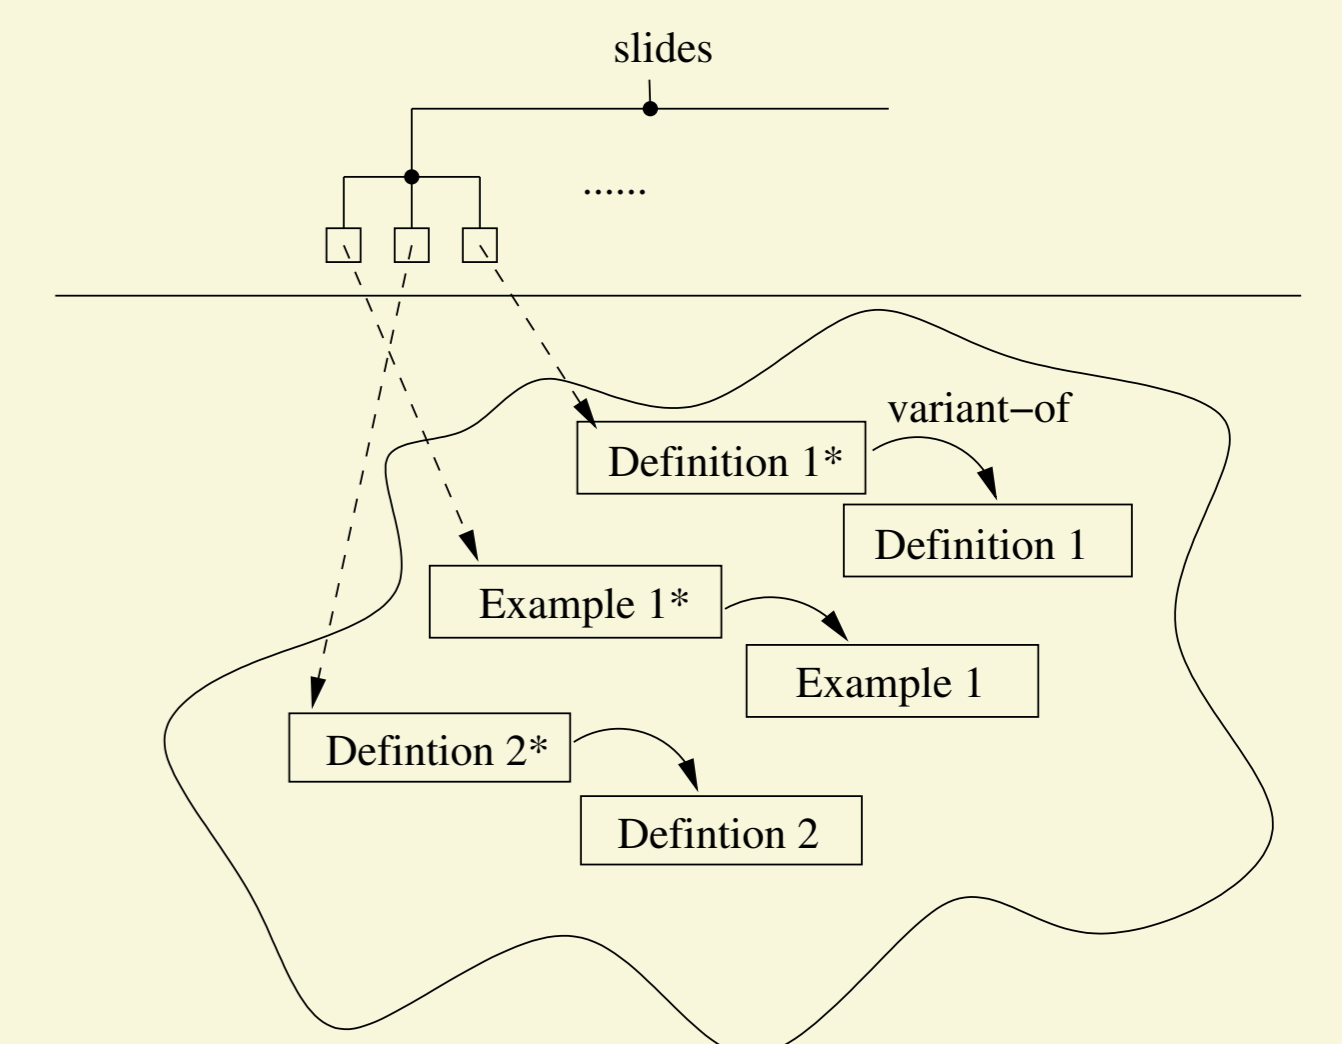 slides
......
variant–of
Definition 1*
Definition 1
Example 1*
Example 1
Defintion 2*
Defintion 2